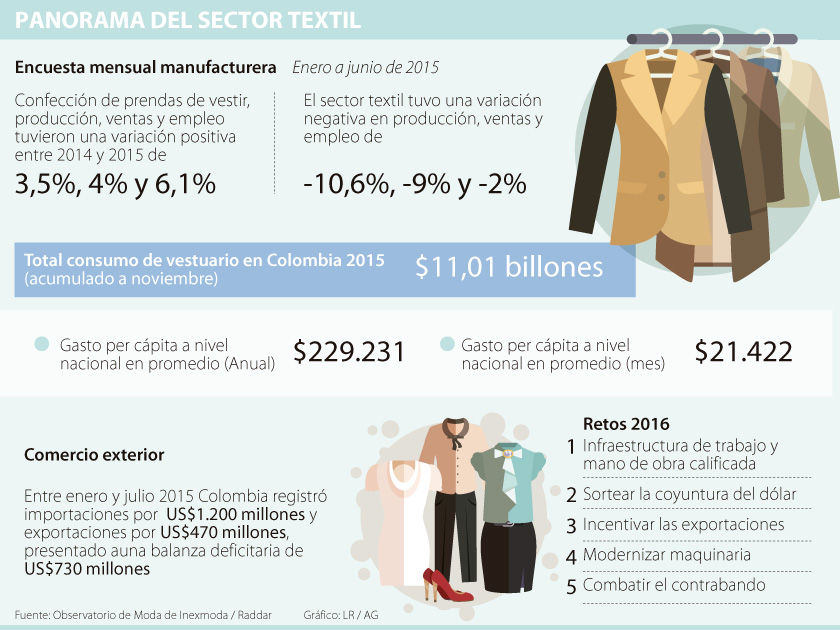 PANORAMA DEL SECTOR TEXTIL
Encuesta mensual manufacturera Enero a junio de 2015
Confección de prendas de vestir,
producción, ventas y empleo
tuvieron una variación positiva
entre 2014 y 2015 de
3,5%, 4% y 6,1%
El sector textil tuvo una variación
negativa en producción, ventas y
empleo de
-10,6%, -9% y -2%
Total consumo de vestuario en Colombia 2015
(acumulado a noviembre)
$11,01 billones
Gasto per cápita a nivel
nacional en promedio (Anual)
$229.231
Gasto per cápita a nivel
nacional en promedio (mes)
$21.422
Comercio exterior
Entre enero y julio 2015 Colombia registró
importaciones por US$1.200 millones y
exportaciones por US$470 millones,
presentado auna balanza deficitaria de
US$730 millones
Retos 2016
1 Infraestructura de trabajo y
mano de obra calificada
2 Sortear la coyuntura del dólar
3 Incentivar las exportaciones
4 Modernizar maquinaria
5 Combatir el contrabando
Fuente: Observatorio de Moda de Inexmoda / Raddar Gráfico: LR / AG